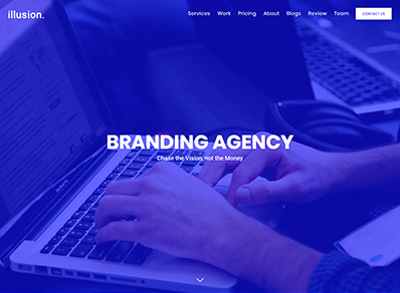 illusion.
Services Work Pricing About Blogs Review Team CONTACT US
BRANDING AGENCY
Chase the Vision, not the Money